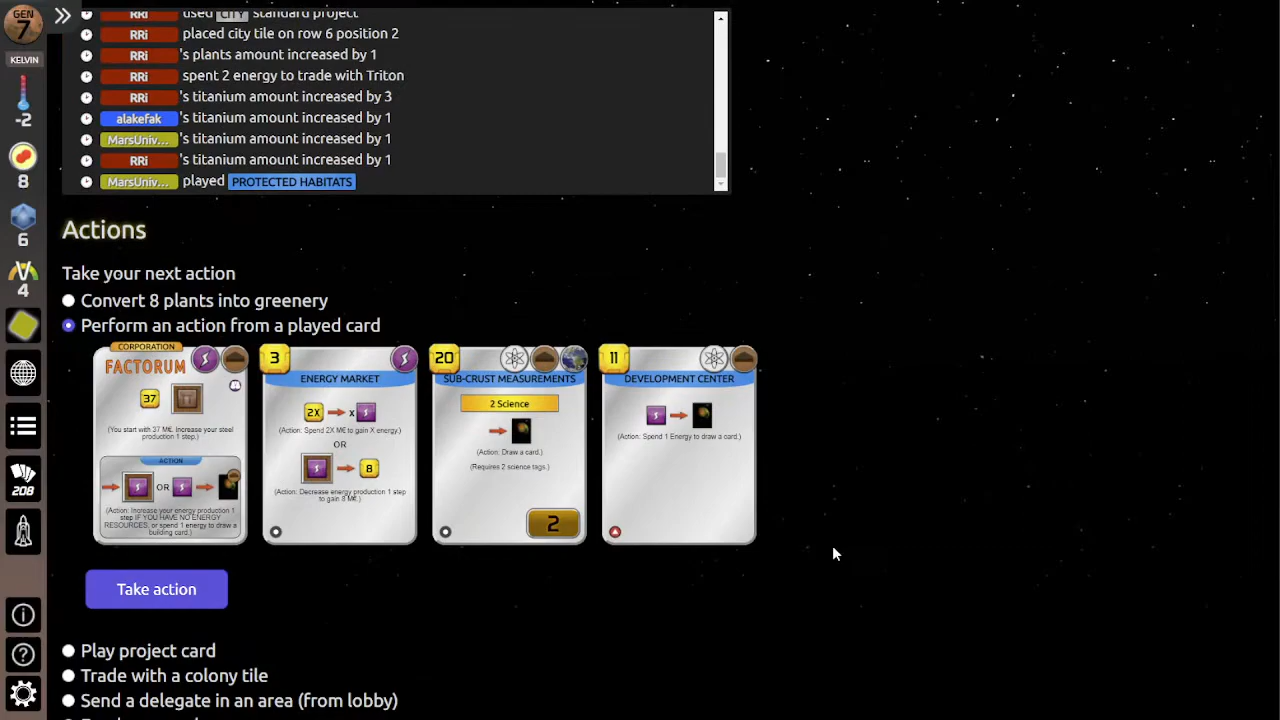 GEN
7
KELVIN
-2
8
6
4
208
RRi used CITY standard project
RRi placed city tile on row 6 position 2
RRi 's plants amount increased by 1
RRi spent 2 energy to trade with Triton
RRi 's titanium amount increased by 3
alakefak 's titanium amount increased by 1
MarsUniv... 's titanium amount increased by 1
RRi 's titanium amount increased by 1
MarsUniv... played PROTECTED HABITATS
Actions
Take your next action
Convert 8 plants into greenery
Perform an action from a played card
CORPORATION
FACTORUM
37
(You start with 37 M€. Increase your steel
production 1 step.)
ACTION
OR
(Action: Increase your energy production 1
step IF YOU HAVE NO ENERGY
RESOURCES, or spend 1 energy to draw a
building card.)
3
ENERGY MARKET
2X x
(Action: Spend 2X M€ to gain X energy.)
OR
8
(Action: Decrease energy production 1 step
to gain 8 M€.)
20
SUB-CRUST MEASUREMENTS
2 Science
(Action: Draw a card.)
(Requires 2 science tags.)
2
11
DEVELOPMENT CENTER
(Action: Spend 1 Energy to draw a card.)
Take action
Play project card
Trade with a colony tile
Send a delegate in an area (from lobby)